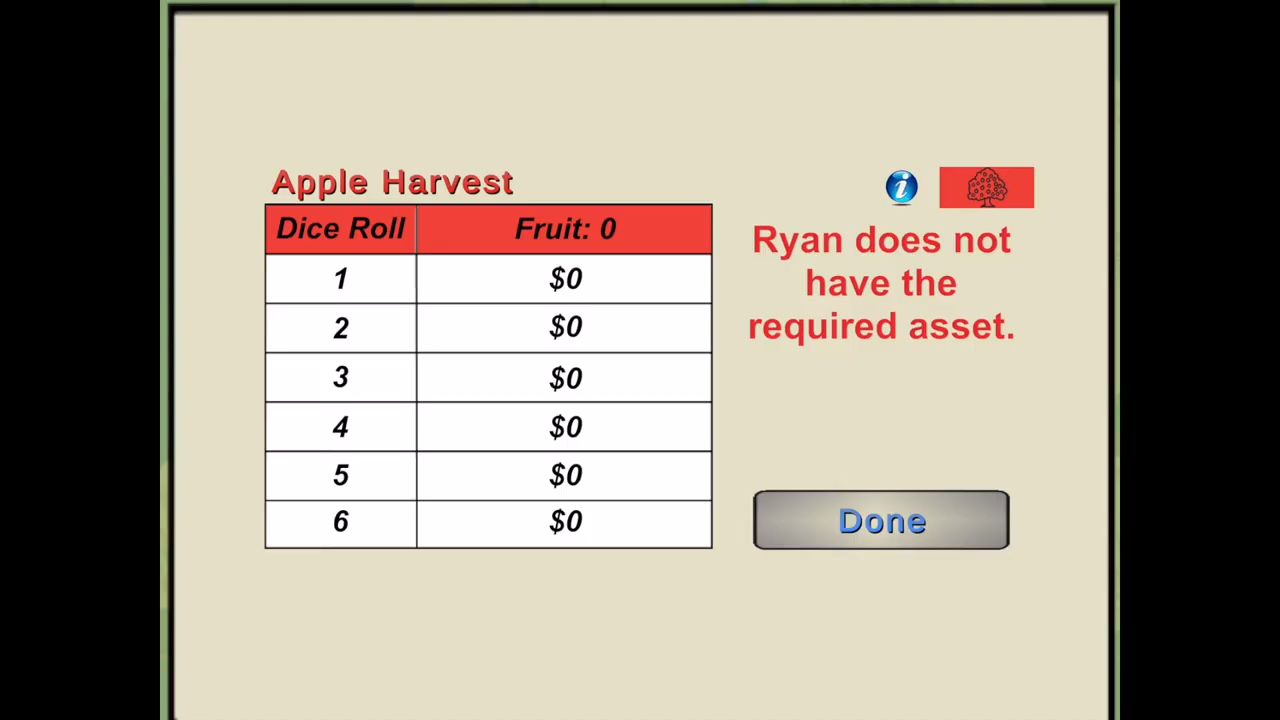 Apple Harvest
Dice Roll Fruit: 0
1 $0
2 $0
3 $0
4 $0
5 $0
6 $0
i
Ryan does not
have the
required asset.
Done